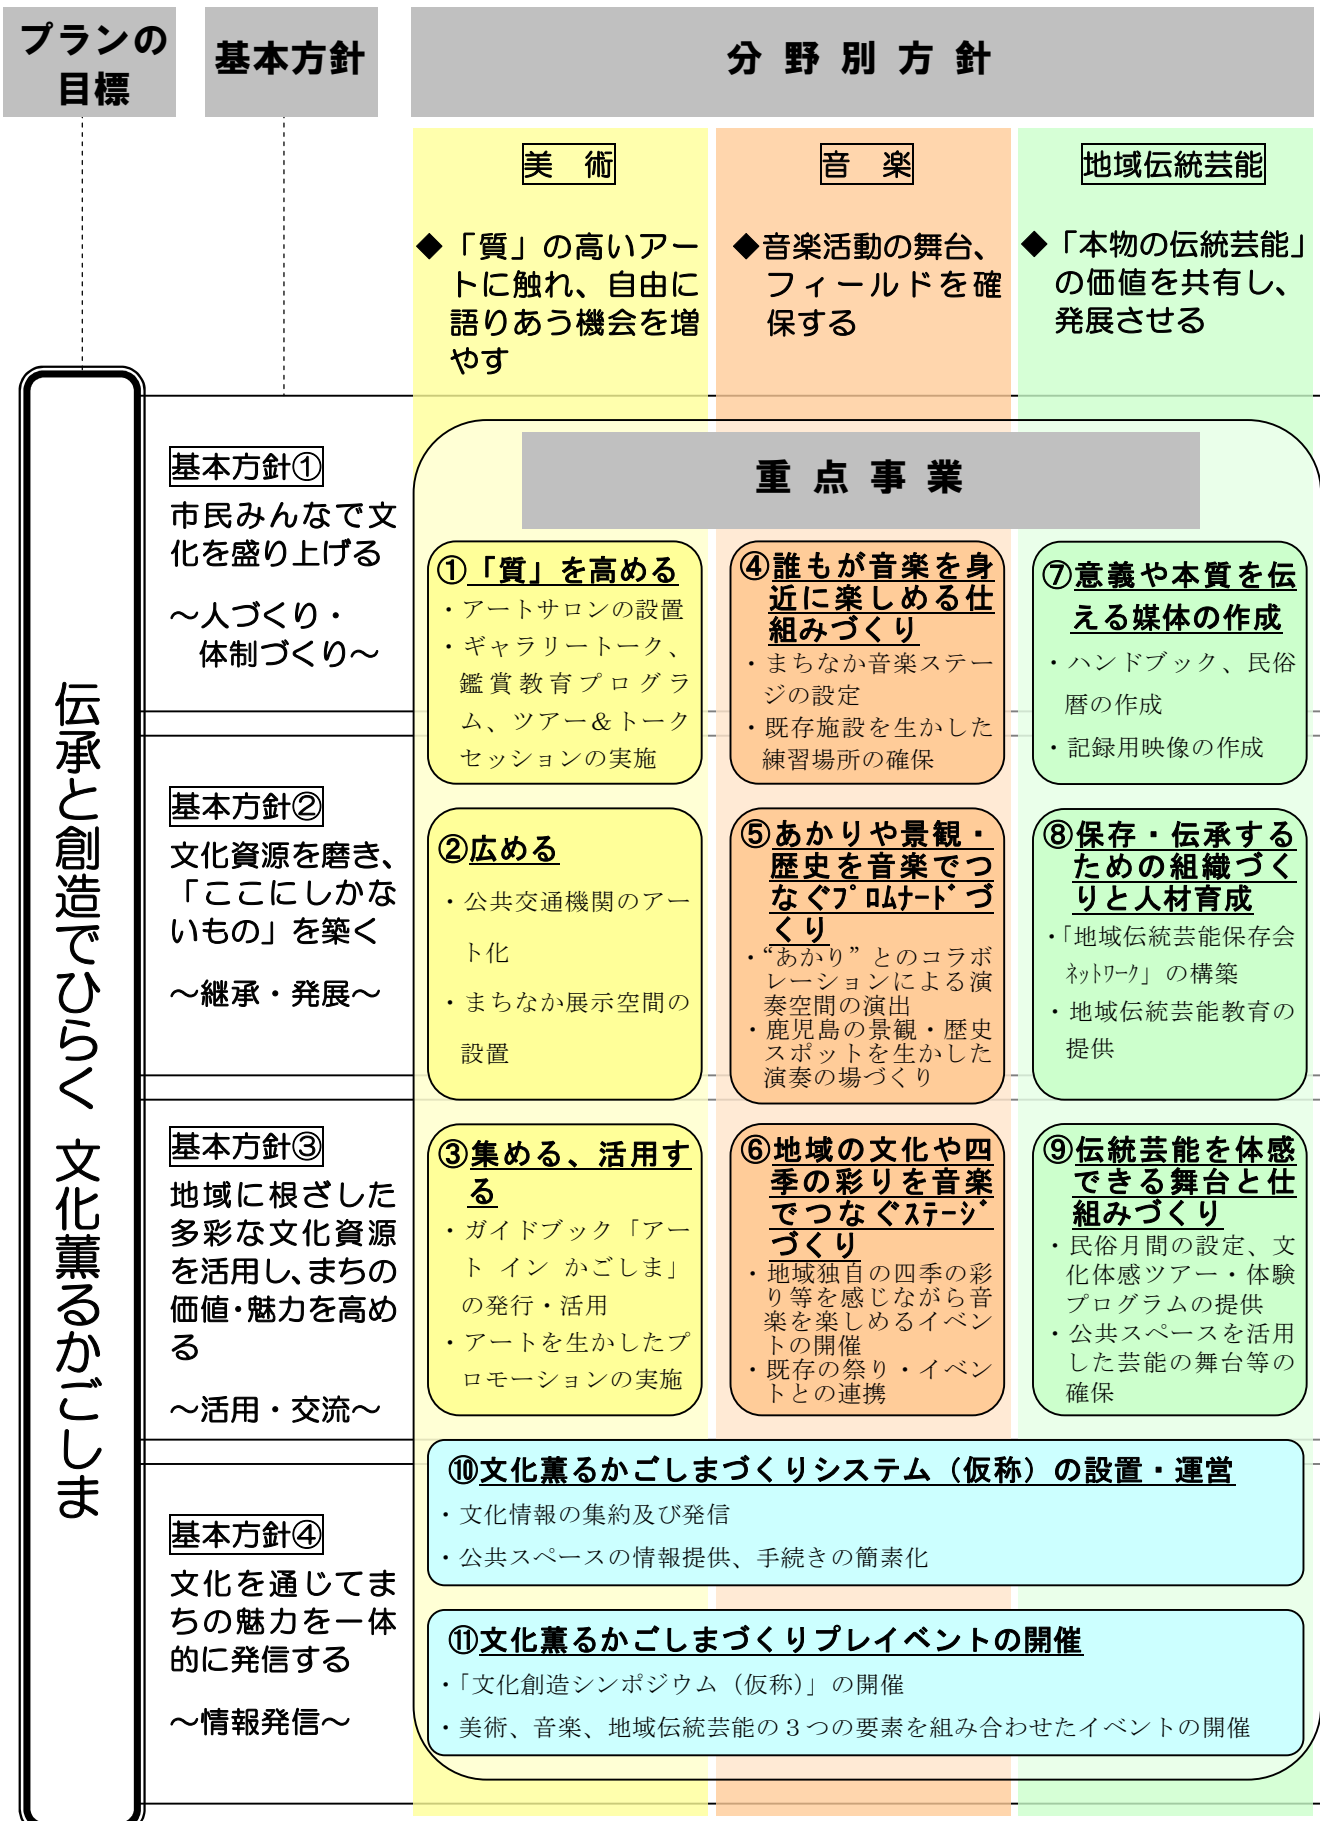 プランの
目標
基本方針
分野別方針
美　術
◆「質」の高いアー
トに触れ、自由に
語りあう機会を増
やす
音　楽
◆音楽活動の舞台、
フィールドを確
保する
地域伝統芸能
◆「本物の伝統芸能」
の価値を共有し、
発展させる
伝承と創造でひらく 文化薫るかごしま
基本方針①
市民みんなで文
化を盛り上げる
～人づくり・
体制づくり～
基本方針②
文化資源を磨き、
「ここにしかな
いもの」を築く
～継承・発展～
基本方針③
地域に根ざした
多彩な文化資源
を活用し、まちの
価値・魅力を高め
る
～活用・交流～
基本方針④
文化を通じてま
ちの魅力を一体
的に発信する
～情報発信～
重点事業
①「質」を高める
・アートサロンの設置
・ギャラリートーク、
鑑賞教育プログラ
ム、ツアー＆トーク
セッションの実施
②広める
・公共交通機関のアー
ト化
・まちなか展示空間の
設置
③集める、活用す
る
・ガイドブック「アー
ト イン かごしま」
の発行・活用
・アートを生かしたプ
ロモーションの実施
④誰もが音楽を身
近に楽しめる仕
組みづくり
・まちなか音楽ステー
ジの設定
・既存施設を生かした
練習場所の確保
⑤あかりや景観・
歴史を音楽でつ
なぐﾌﾟﾛﾑﾅｰﾄﾞづ
くり
・“あかり”とのコラボ
レーションによる演
奏空間の演出
・鹿児島の景観・歴史
スポットを生かした
演奏の場づくり
⑥地域の文化や四
季の彩りを音楽
でつなぐｽﾃｰｼﾞ
づくり
・地域独自の四季の彩
り等を感じながら音
楽を楽しめるイベン
トの開催
・既存の祭り・イベン
トとの連携
⑦意義や本質を伝
える媒体の作成
・ハンドブック、民俗
暦の作成
・記録用映像の作成
⑧保存・伝承する
ための組織づく
りと人材育成
・「地域伝統芸能保存会
ﾈｯﾄﾜｰｸ」の構築
・地域伝統芸能教育の
提供
⑨伝統芸能を体感
できる舞台と仕
組みづくり
・民俗月間の設定、文
化体感ツアー・体験
プログラムの提供
・公共スペースを活用
した芸能の舞台等の
確保
⑩文化薫るかごしまづくりシステム（仮称）の設置・運営
・文化情報の集約及び発信
・公共スペースの情報提供、手続きの簡素化
⑪文化薫るかごしまづくりプレイベントの開催
・「文化創造シンポジウム（仮称）」の開催
・美術、音楽、地域伝統芸能の３つの要素を組み合わせたイベントの開催